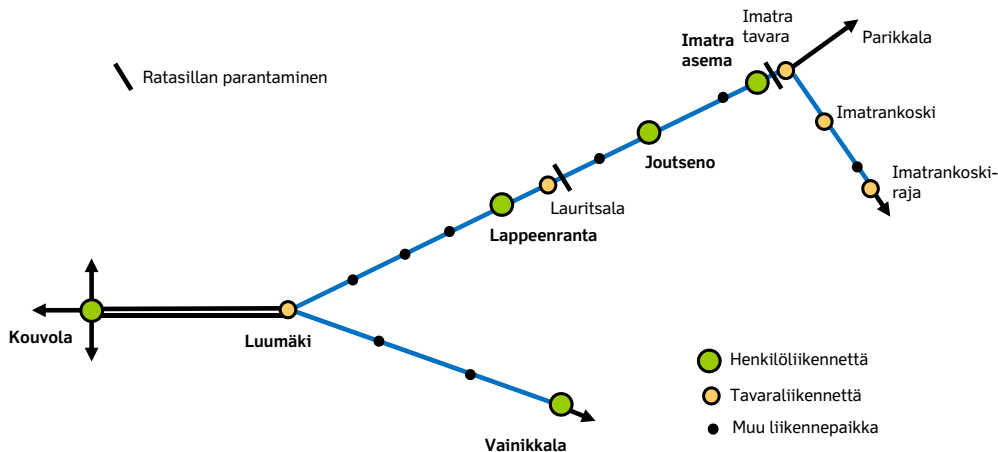 Imatra
tavara
Imatra
asema
Parikkala
Ratasillan parantaminen
Imatrankoski
Joutseno
Imatrankoski-
raja
Lauritsala
Lappeenranta
Kouvola
Luumäki
Henkilöliikennettä
Tavaraliikennettä
Muu liikennepaikka
Vainikkala